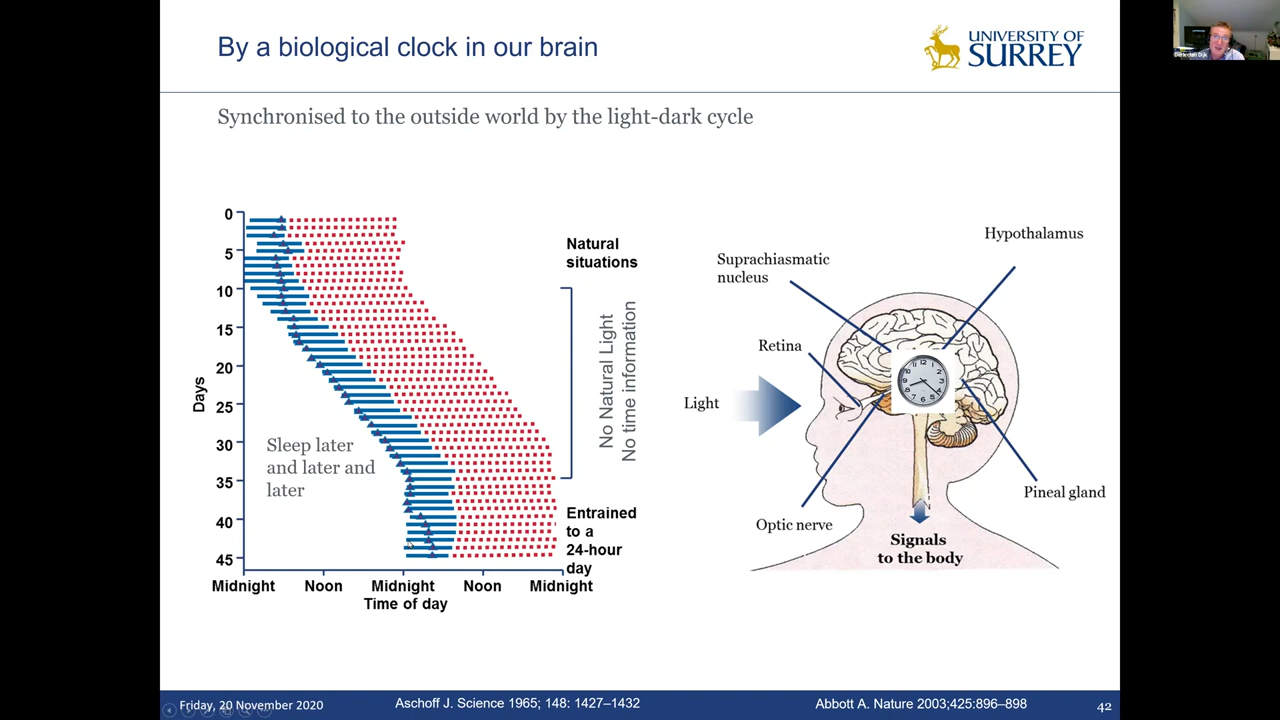 By a biological clock in our brain
UNIVERSITY OF
SURREY
Derk-Jan Dijk
Synchronised to the outside world by the light-dark cycle
0
5
10
15
20
25
30
35
40
45
Days
Midnight
Noon
Midnight
Noon
Midnight
Time of day
Sleep later
and later and
later
Natural
situations
No Natural Light
No time information
Entrained
to a
24-hour
day
Hypothalamus
Suprachiasmatic
nucleus
Retina
Light
Optic nerve
Pineal gland
Signals
to the body
Friday, 20 November 2020
Aschoff J. Science 1965; 148: 1427–1432
Abbott A. Nature 2003;425:896–898
42